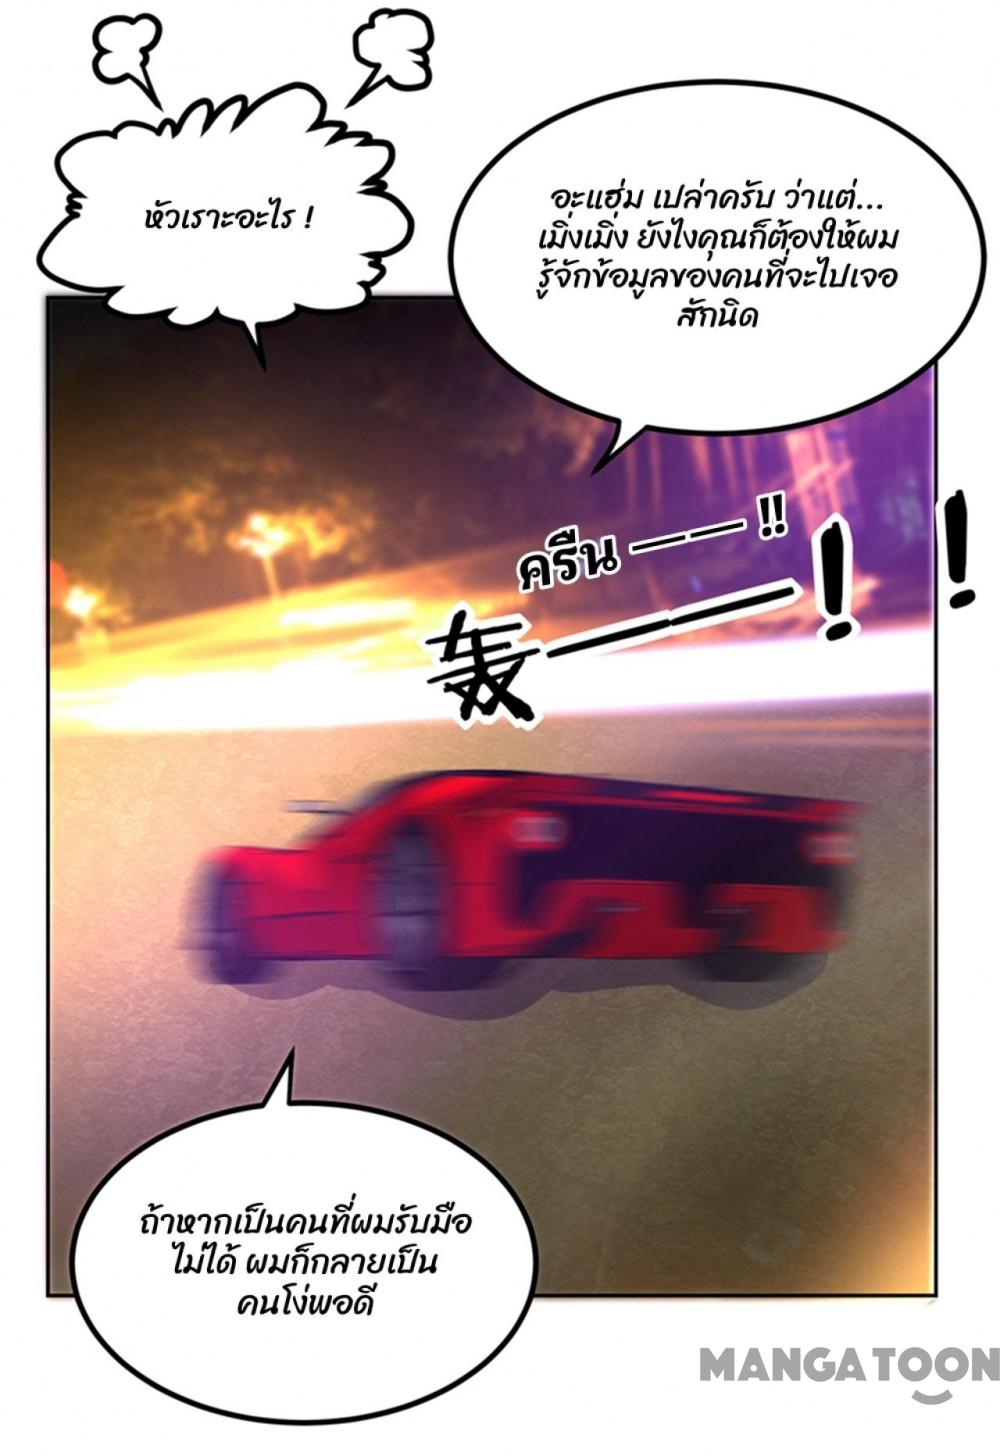 หัวเราะอะไร !
อะแฮ่ม เปล่าครับ ว่าแต่...
เมิ่งเมิ่ง ยังไงคุณก็ต้องให้ผม
รู้จักข้อมูลของคนที่จะไปเจอ
สักนิด
ครืน —— !!
轰——！！
ถ้าหากเป็นคนที่ผมรับมือ
ไม่ได้ ผมก็กลายเป็น
คนโง่พอดี
MANGATOON